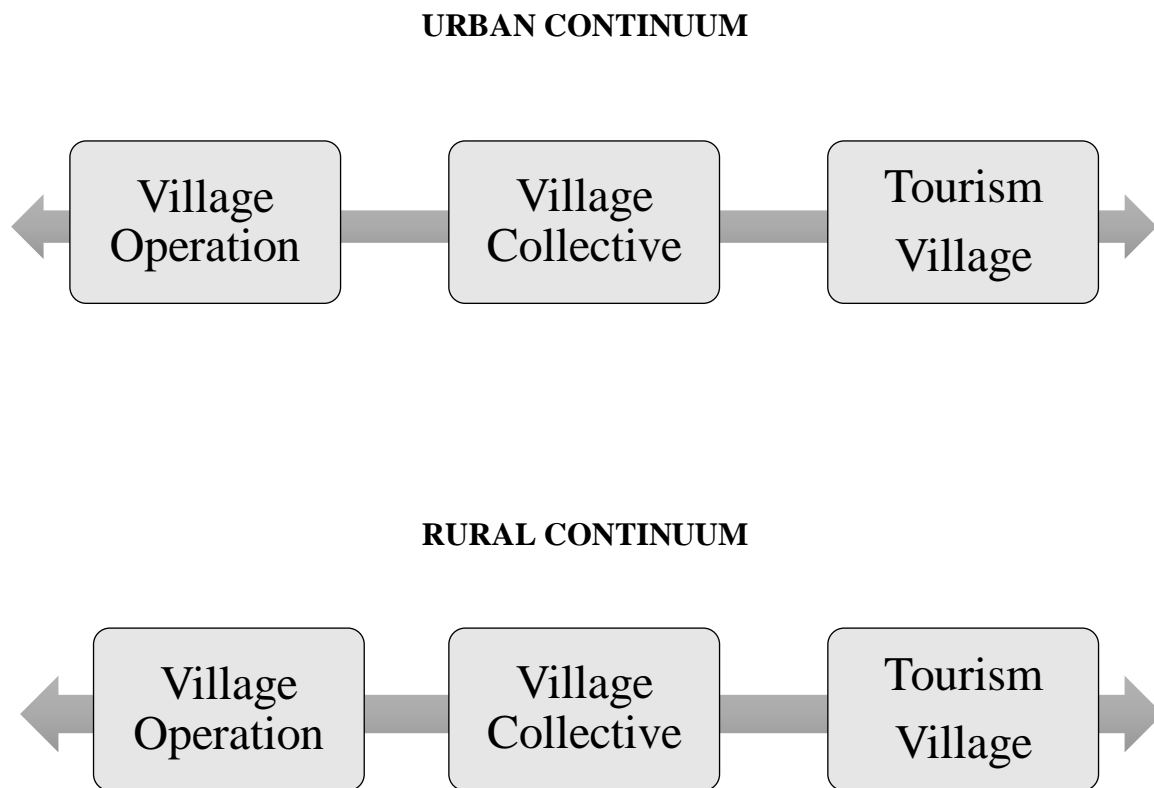 URBAN CONTINUUM
Village
Operation
Village
Collective
Tourism
Village
RURAL CONTINUUM
Village
Operation
Village
Collective
Tourism
Village